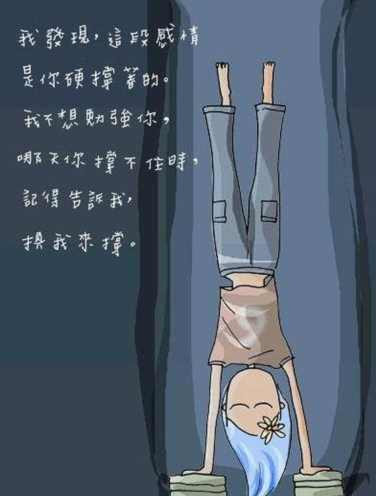 我發現，這段感情
是你硬撐著的。
我不想勉強你，
哪天你撐不住時，
記得告訴我，
換我來撐。